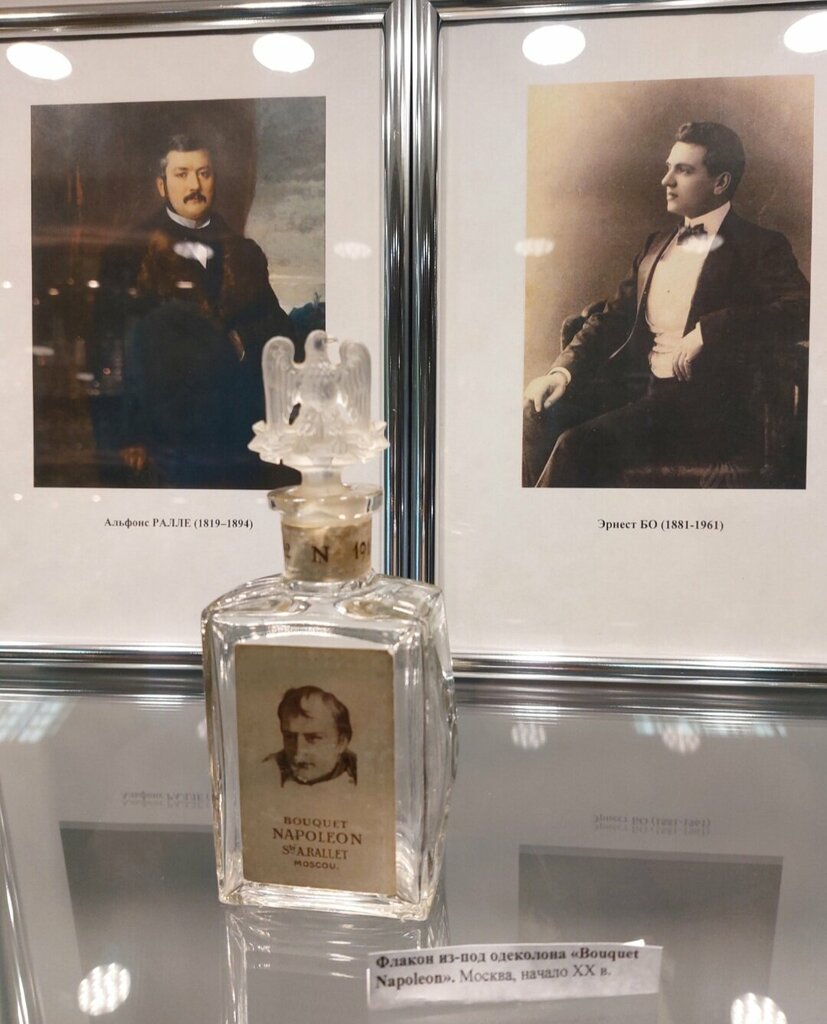 Альфонс РАЛЛЕ (1819–1894)
Эрнест БО (1881-1961)
N
BOUQUET
NAPOLEON
Sté A.RALLET
MOSCOU.
Флакон из-под одеколона «Bouquet
Napoleon». Москва, начало XX в.